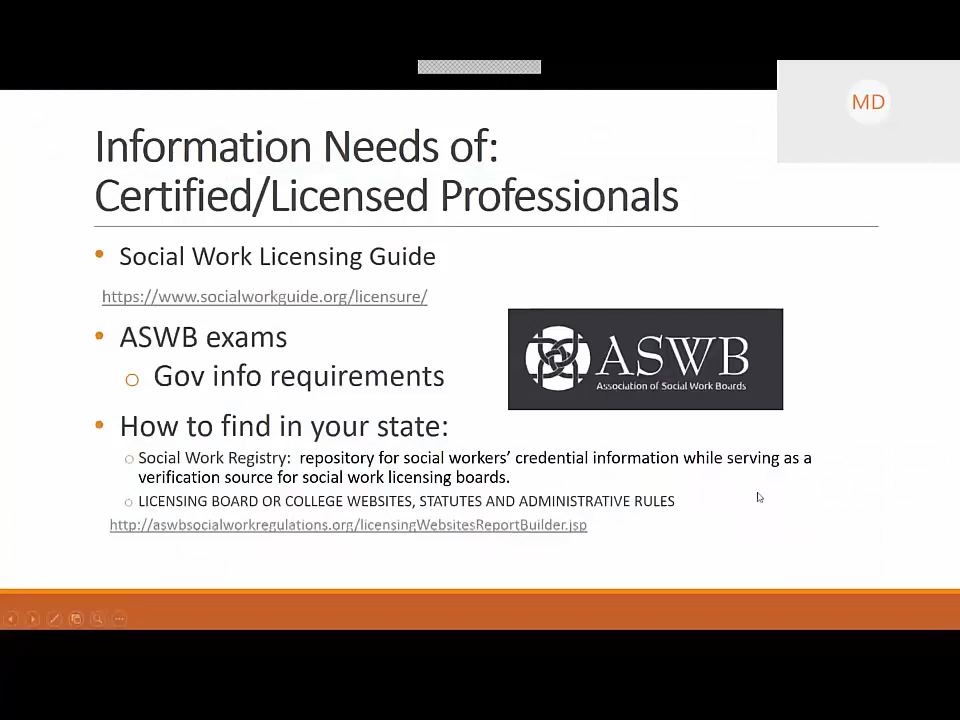 MD
Information Needs of:
Certified/Licensed Professionals
• Social Work Licensing Guide
https://www.socialworkguide.org/licensure/
• ASWB exams
o Gov info requirements
ASWB
Association of Social Work Boards
• How to find in your state:
o Social Work Registry: repository for social workers’ credential information while serving as a
verification source for social work licensing boards.
o LICENSING BOARD OR COLLEGE WEBSITES, STATUTES AND ADMINISTRATIVE RULES
http://aswbsocialworkregulations.org/licensingWebsitesReportBuilder.jsp